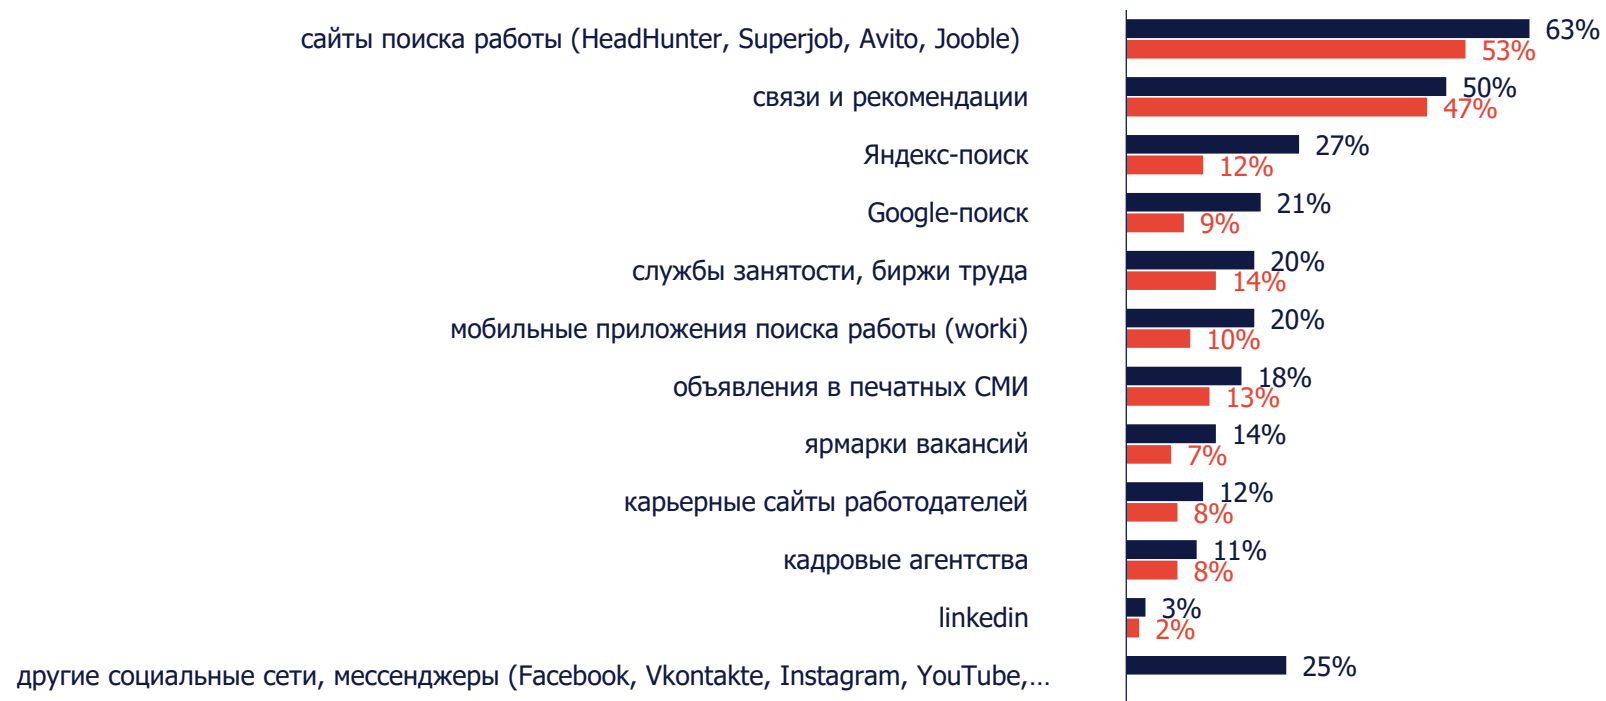 сайты поиска работы (HeadHunter, Superjob, Avito, Jooble) 63%
53%
связи и рекомендации 50%
47%
Яндекс-поиск 27%
12%
Google-поиск 21%
9%
службы занятости, биржи труда 20%
14%
мобильные приложения поиска работы (worki) 20%
10%
объявления в печатных СМИ 18%
13%
ярмарки вакансий 14%
7%
карьерные сайты работодателей 12%
8%
кадровые агентства 11%
8%
linkedin 3%
2%
другие социальные сети, мессенджеры (Facebook, Vkontakte, Instagram, YouTube,... 25%